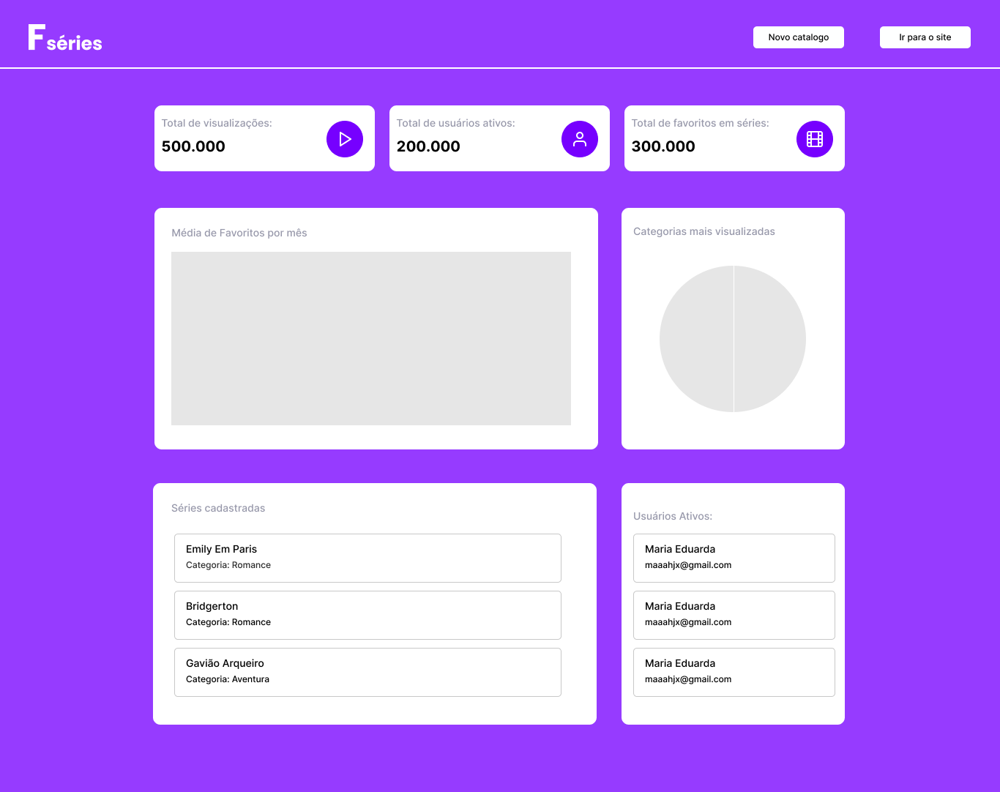 Fséries
Novo catalogo
Ir para o site
Total de visualizações:
500.000
Total de usuários ativos:
200.000
Total de favoritos em séries:
300.000
Média de Favoritos por mês
Categorias mais visualizadas
Séries cadastradas
Emily Em Paris
Categoria: Romance
Bridgerton
Categoria: Romance
Gavião Arqueiro
Categoria: Aventura
Usuários Ativos:
Maria Eduarda
maaahjx@gmail.com
Maria Eduarda
maaahjx@gmail.com
Maria Eduarda
maaahjx@gmail.com